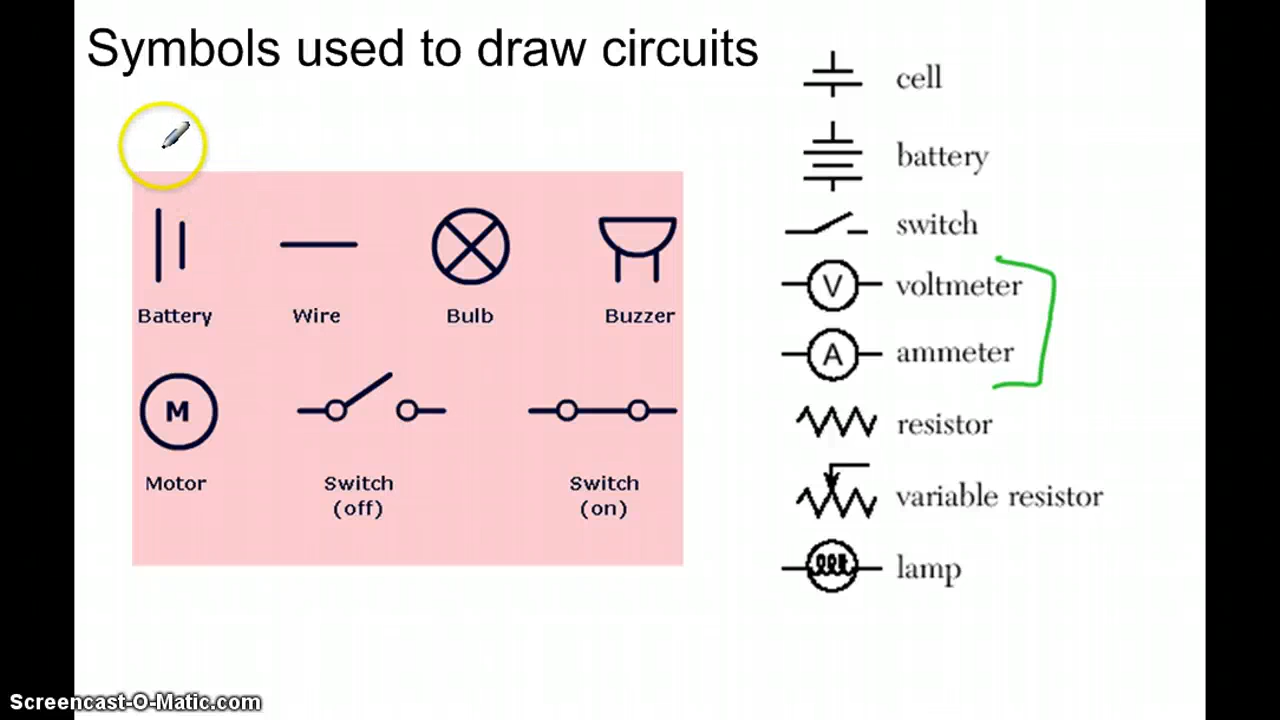 Symbols used to draw circuits
Battery Wire Bulb Buzzer
M
Motor Switch Switch
(off) (on)
cell
battery
switch
V voltmeter
A ammeter
resistor
variable resistor
lamp
Screencast-O-Matic.com